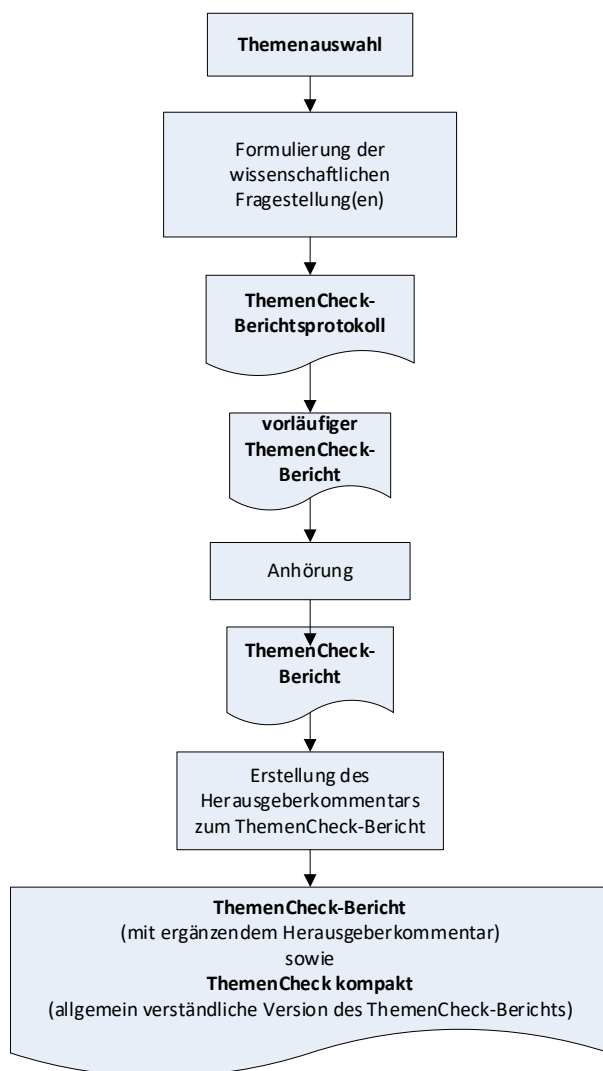 Themenauswahl
Formulierung der
wissenschaftlichen
Fragestellung(en)
ThemenCheck-
Berichtsprotokoll
vorläufiger
ThemenCheck-
Bericht
Anhörung
ThemenCheck-
Bericht
Erstellung des
Herausgeberkommentars
zum ThemenCheck-Bericht
ThemenCheck-Bericht
(mit ergänzendem Herausgeberkommentar)
sowie
ThemenCheck kompakt
(allgemein verständliche Version des ThemenCheck-Berichts)